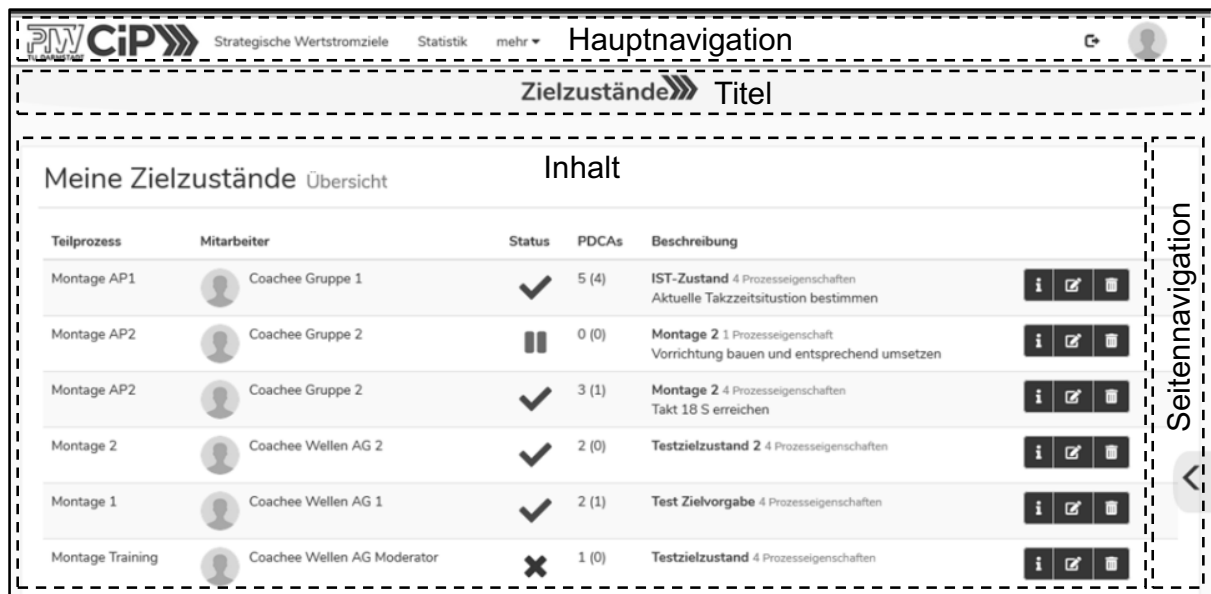 PTW CiP Strategische Wertstromziele Statistik mehr Hauptnavigation
TU DARMSTADT
Zielzustände Titel
Inhalt
Meine Zielzustände Übersicht
Teilprozess Mitarbeiter Status PDCAs Beschreibung
Montage AP1 Coachee Gruppe 1 5 (4) IST-Zustand 4 Prozesseigenschaften
Aktuelle Takzzeitsitustion bestimmen
Montage AP2 Coachee Gruppe 2 0 (0) Montage 2 1 Prozesseigenschaft
Vorrichtung bauen und entsprechend umsetzen
Montage AP2 Coachee Gruppe 2 3 (1) Montage 2 4 Prozesseigenschaften
Takt 18 S erreichen
Montage 2 Coachee Wellen AG 2 2 (0) Testzielzustand 2 4 Prozesseigenschaften
Montage 1 Coachee Wellen AG 1 2 (1) Test Zielvorgabe 4 Prozesseigenschaften
Montage Training Coachee Wellen AG Moderator 1 (0) Testzielzustand 4 Prozesseigenschaften
Seitennavigation